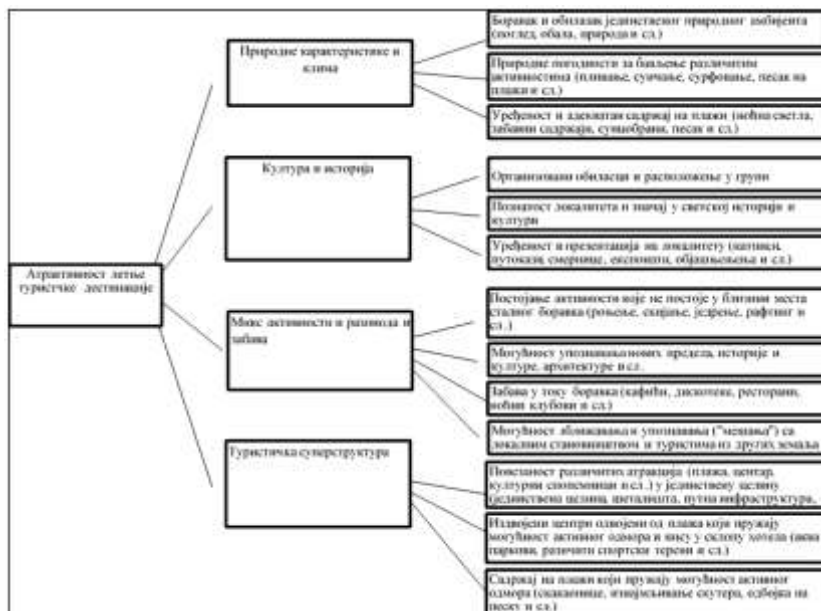 Атрактивност летње
туристчке дестинације
Природне карактеристике и
клима
Боравак и обилазак јединственог природног амбијента
(поглед, обала, природа и сл.)
Природне погодности за бављење различитим
активностима (пливање, сунчање, сурфовање, песак на
плажи и сл.)
Уређеност и адекватан садржај на плажи (ноћна светла,
забавни садржаји, сунцобрани, песак и сл.)
Култура и историја
Организовани обиласци и расположење у групи
Познатост локалитета и значај у светској историји и
култури
Уређеност и презентација на локалитету (натписи,
путокази, смернице, експонати, објашњења и сл.)
Микс активности и разонода и
забава
Постојање активности које не постоје у близини места
сталног боравка (роњење, скијање, једрење, рафтинг и
сл.)
Могућност упознавања нових предела, историје и
културе, архитектуре и сл.
Забава у току боравка (кафићи, дискотеке, ресторани,
ноћни клубови и сл.)
Могућност зближавања и упознавања ("мешања") са
локалним становништвом и туристима из других земаља
Туристичка суперструктура
Повезаност различитих атракција (плажа, центар,
културни споменици и сл.) у јединствену целину
(јединствена целина, шеталишта, путна инфраструктура,
Издвојени центри одвојени од плажа који пружају
могућност активног одмора и нису у склопу хотела (аква
паркови, различити спортски терени и сл.)
Садржај на плажи који пружају могућност активног
одмора (скакаонице, изнајмљивање скутера, одбојка на
песку и сл.)